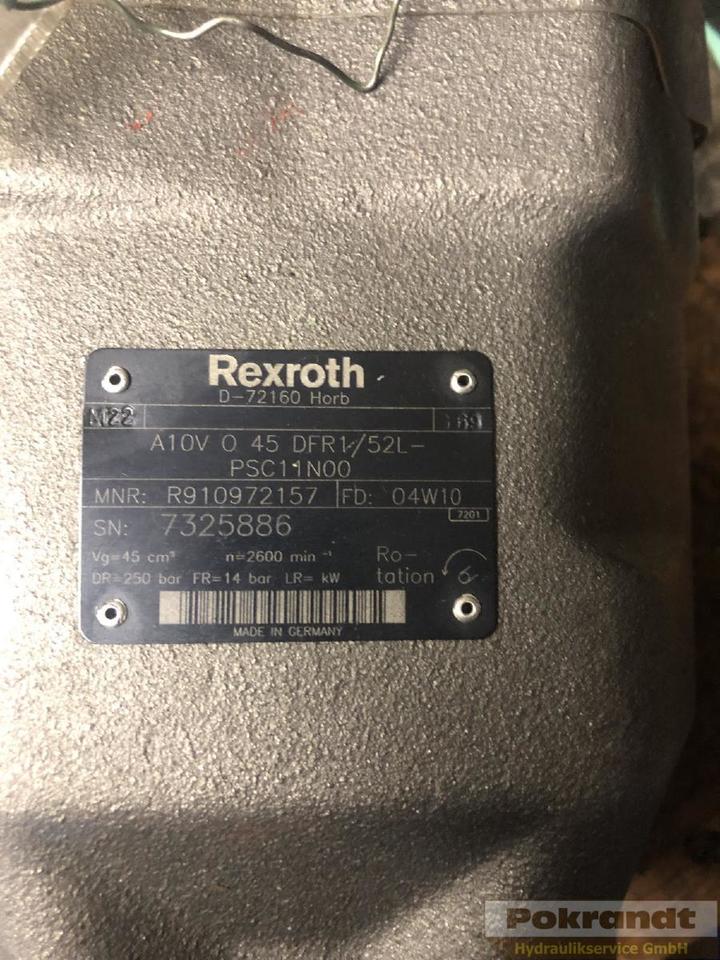 Rexroth
D-72160 Horb
M22
A10V O 45 DFR1/52L-
PSC11N00
MNR: R910972157 FD: 04W10
7201
SN: 7325886
Vg=45 cm³ n=2600 min⁻¹
DR=250 bar FR=14 bar LR= kW
Ro-
tation
MADE IN GERMANY
Pokrandt
Hydraulikservice GmbH